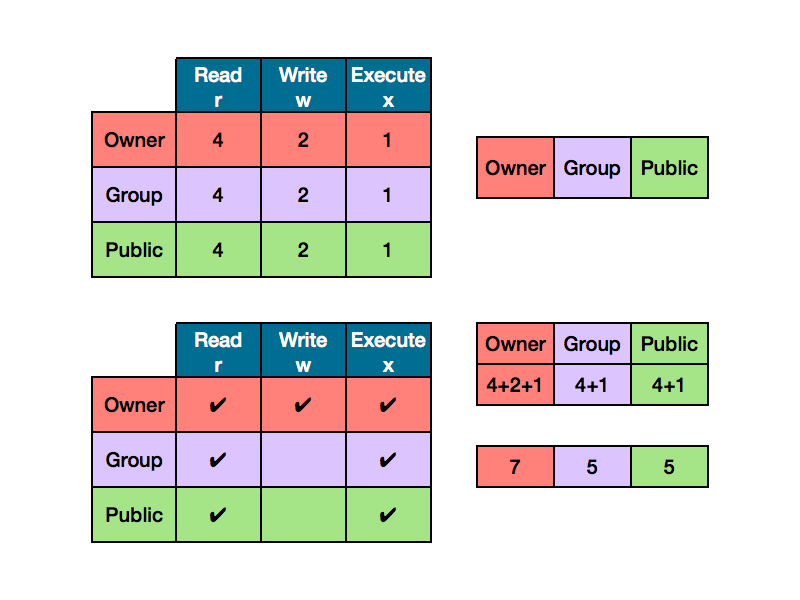 Read Write Execute
r w x
Owner 4 2 1
Group 4 2 1
Public 4 2 1
Owner Group Public
Read Write Execute
r w x
Owner ✔ ✔ ✔
Group ✔ ✔
Public ✔ ✔
Owner Group Public
4+2+1 4+1 4+1
7 5 5